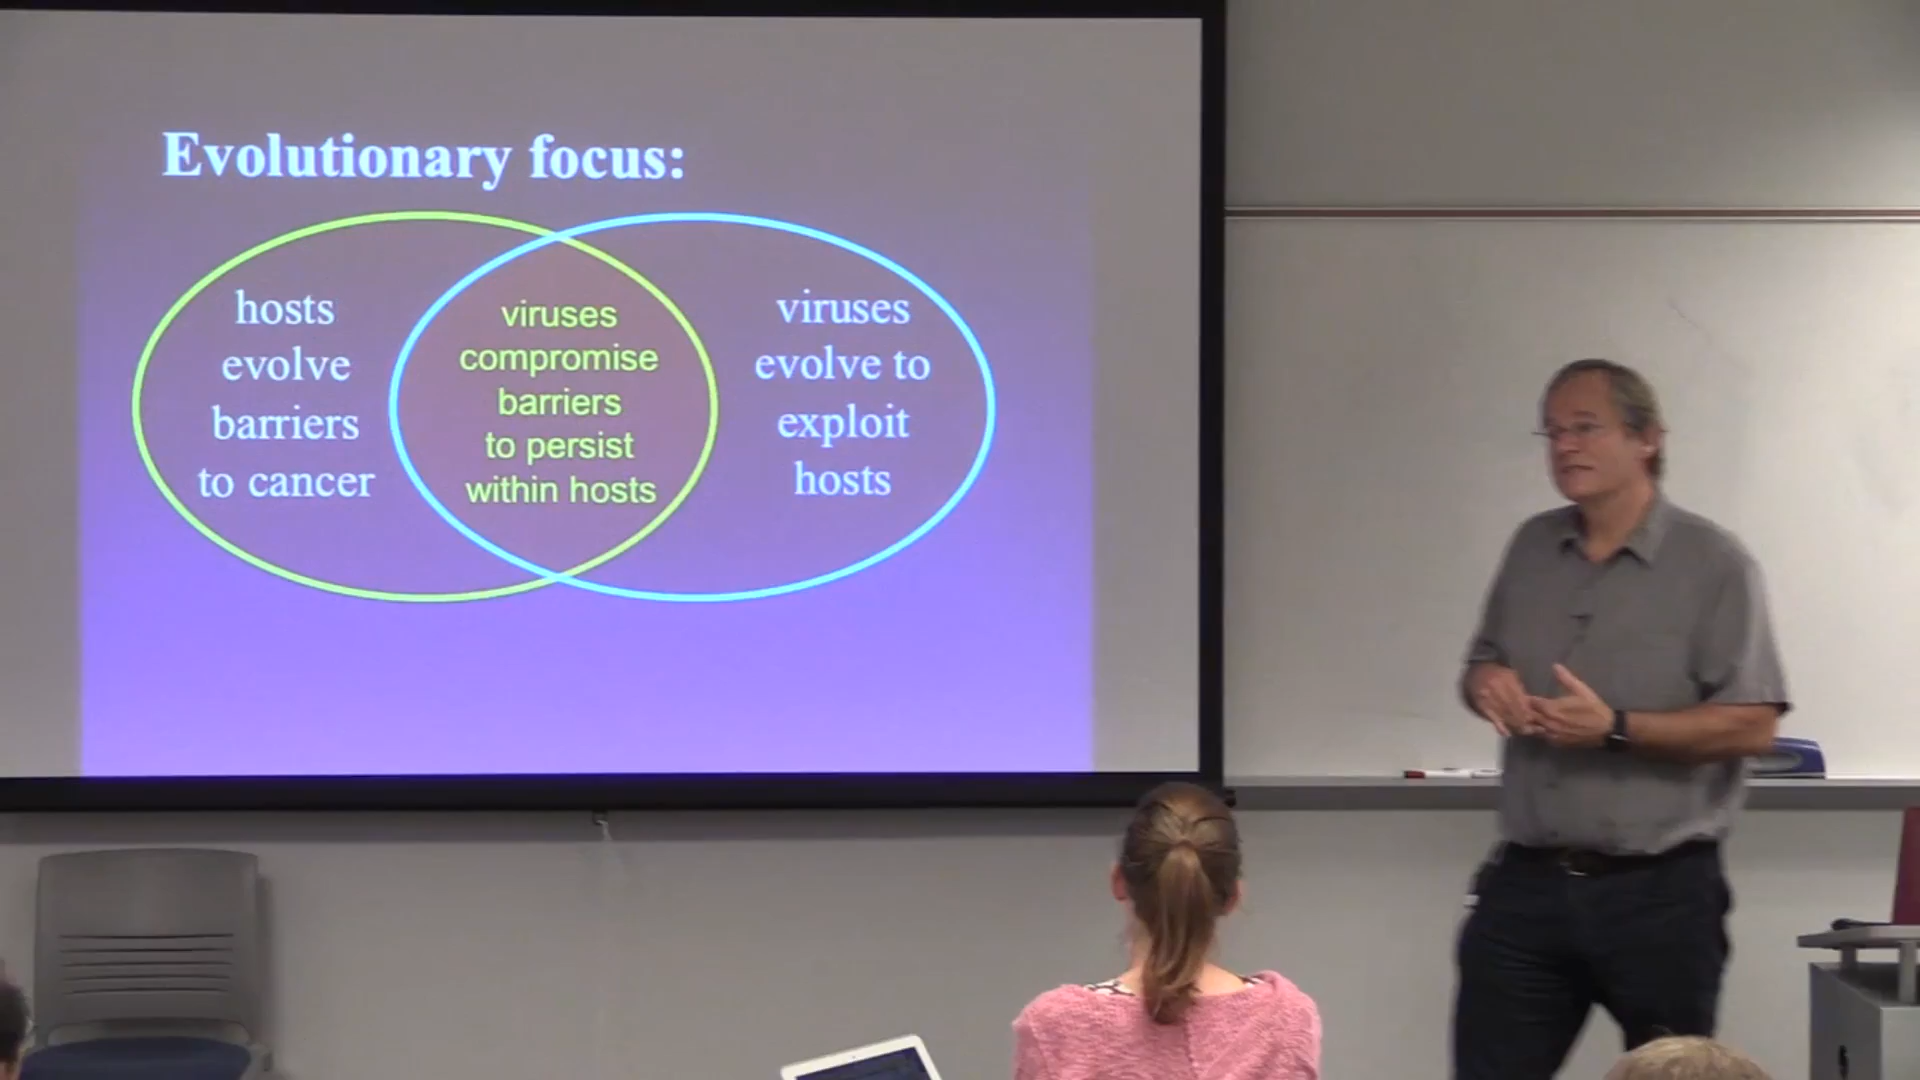 Evolutionary focus:
hosts
evolve
barriers
to cancer
viruses
compromise
barriers
to persist
within hosts
viruses
evolve to
exploit
hosts